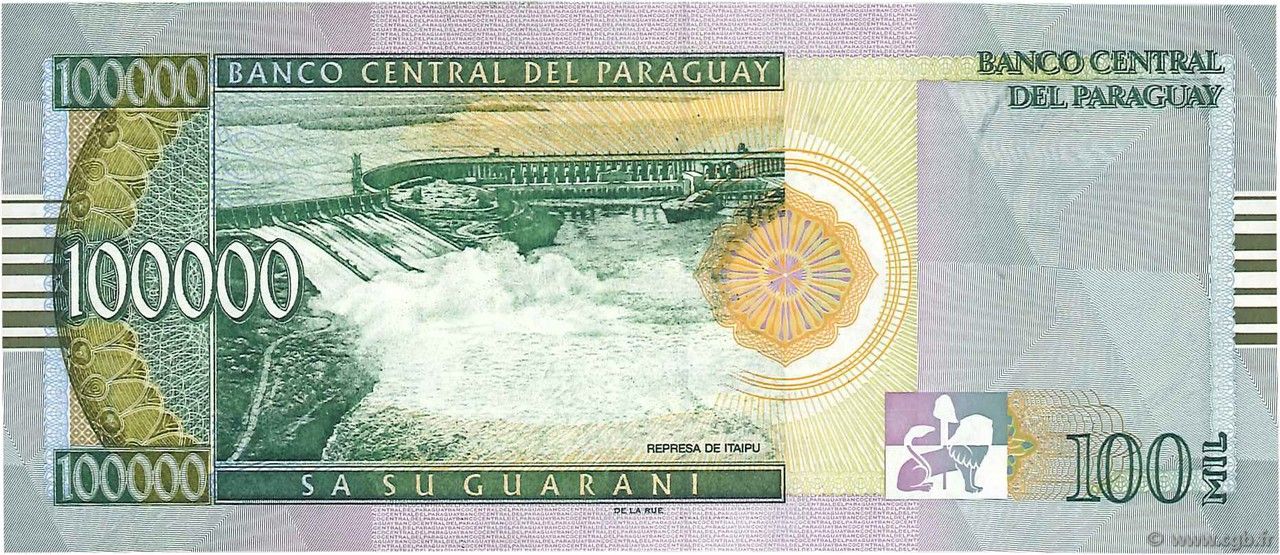 100000
BANCO CENTRAL DEL PARAGUAY
BANCO CENTRAL
DEL PARAGUAY
100000
REPRESA DE ITAIPU
100000
SA SU GUARANI
100 MIL
DE LA RUE